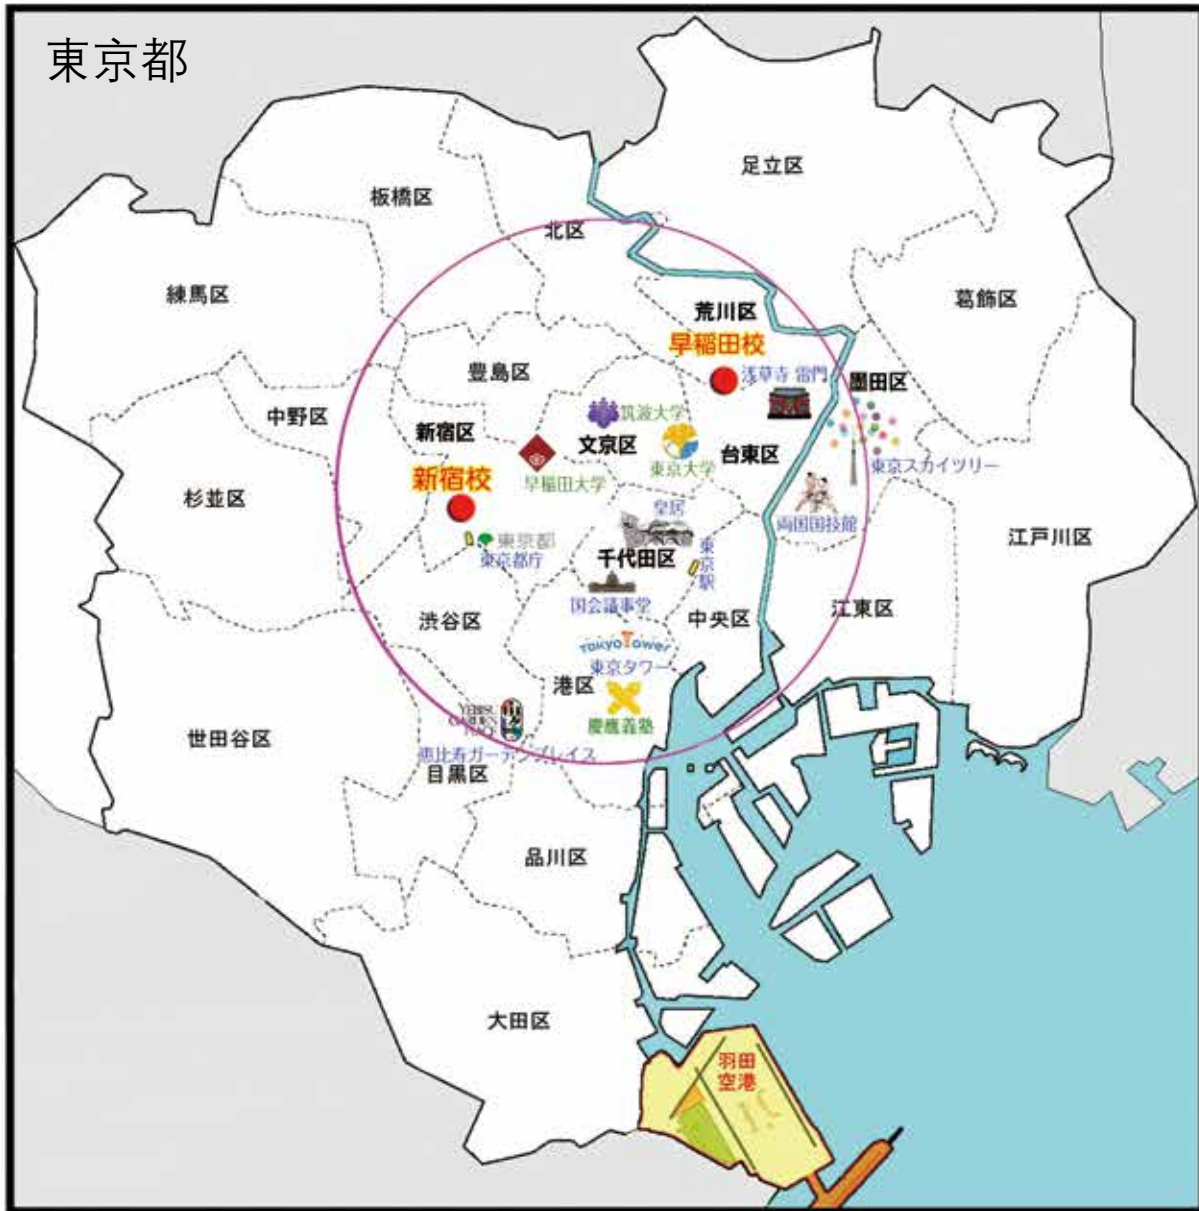 東京都
足立区
板橋区
北区
練馬区
葛飾区
荒川区
早稲田校
浅草寺 雷門
豊島区
墨田区
中野区
筑波大学
新宿区
文京区
台東区
東京大学
東京スカイツリー
新宿校
早稲田大学
杉並区
皇居
両国国技館
江戸川区
東京都
東京都庁
千代田区
東京駅
国会議事堂
江東区
渋谷区
中央区
TOKYO TOWER
東京タワー
港区
YEBISU
GARDEN
PLACE
慶應義塾
世田谷区
恵比寿ガーデンプレイス
目黒区
品川区
大田区
羽田
空港